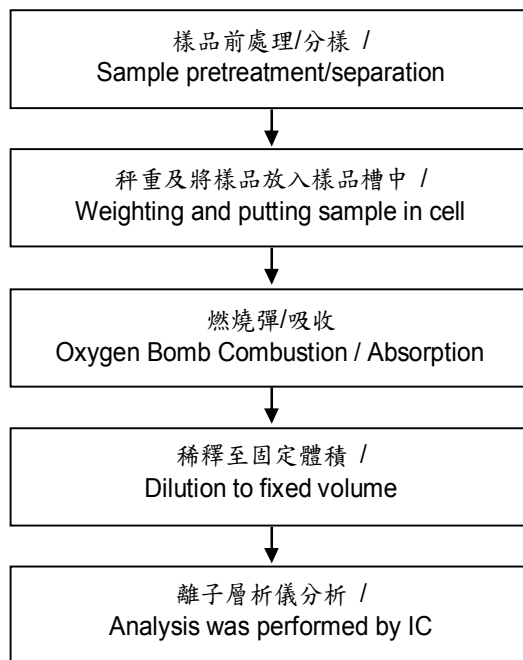 樣品前處理/分樣 /
Sample pretreatment/separation
秤重及將樣品放入樣品槽中 /
Weighting and putting sample in cell
燃燒彈/吸收
Oxygen Bomb Combustion / Absorption
稀釋至固定體積 /
Dilution to fixed volume
離子層析儀分析 /
Analysis was performed by IC